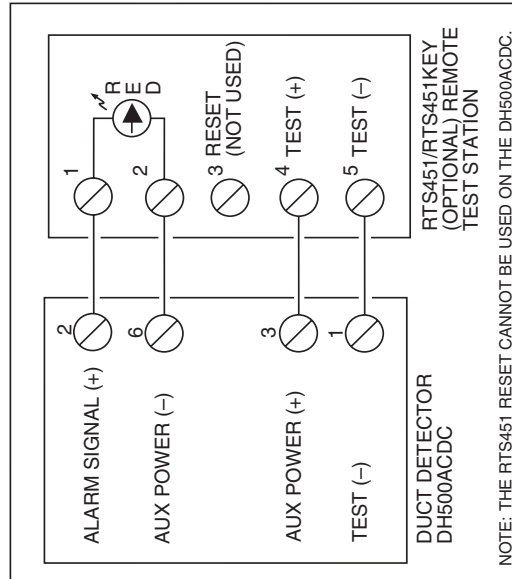 ALARM SIGNAL (+)
2
1
AUX POWER (–)
6
2
R
E
D
3 RESET
(NOT USED)
AUX POWER (+)
3
4 TEST (+)
TEST (–)
1
5 TEST (–)
DUCT DETECTOR
DH500ACDC
RTS451/RTS451KEY
(OPTIONAL) REMOTE
TEST STATION
NOTE: THE RTS451 RESET CANNOT BE USED ON THE DH500ACDC.